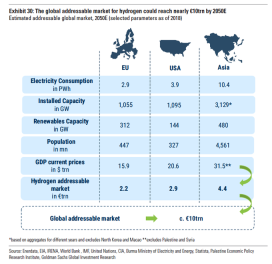 Exhibit 30: The global addressable market for hydrogen could reach nearly €10trn by 2050E
Estimated addressable global market, 2050E (selected parameters as of 2019)
EU USA Asia
Electricity Consumption
in PWh
2.9 3.9 10.4
Installed Capacity
in GW
1,055 1,095 3,129*
Renewables Capacity
in GW
312 144 480
Population
in mn
447 327 4,561
GDP current prices
in $ trn
15.9 20.6 31.5**
Hydrogen addressable
market
in €trn
2.2 2.9 4.4
Global addressable market c. €10trn
*based on aggregates for different years and excludes North Korea and Macao **excludes Palestine and Syria
Source: Enerdata, EIA, IRENA, World Bank, IMF, United Nations, CIA, Burma Ministry of Electricity and Energy, Statista, Palestine Economic Policy
Research Institute, Goldman Sachs Global Investment Research